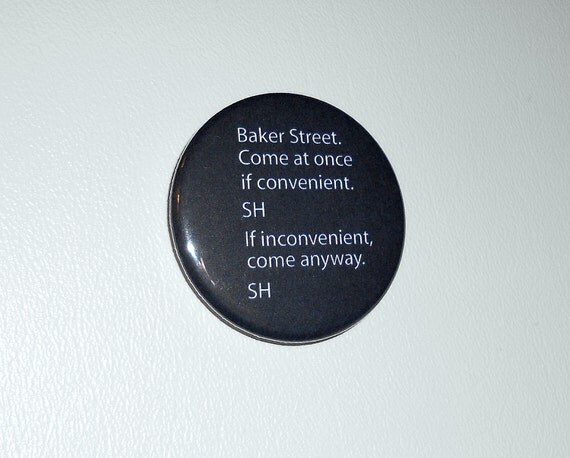 Baker Street.
Come at once
if convenient.
SH
If inconvenient,
come anyway.
SH